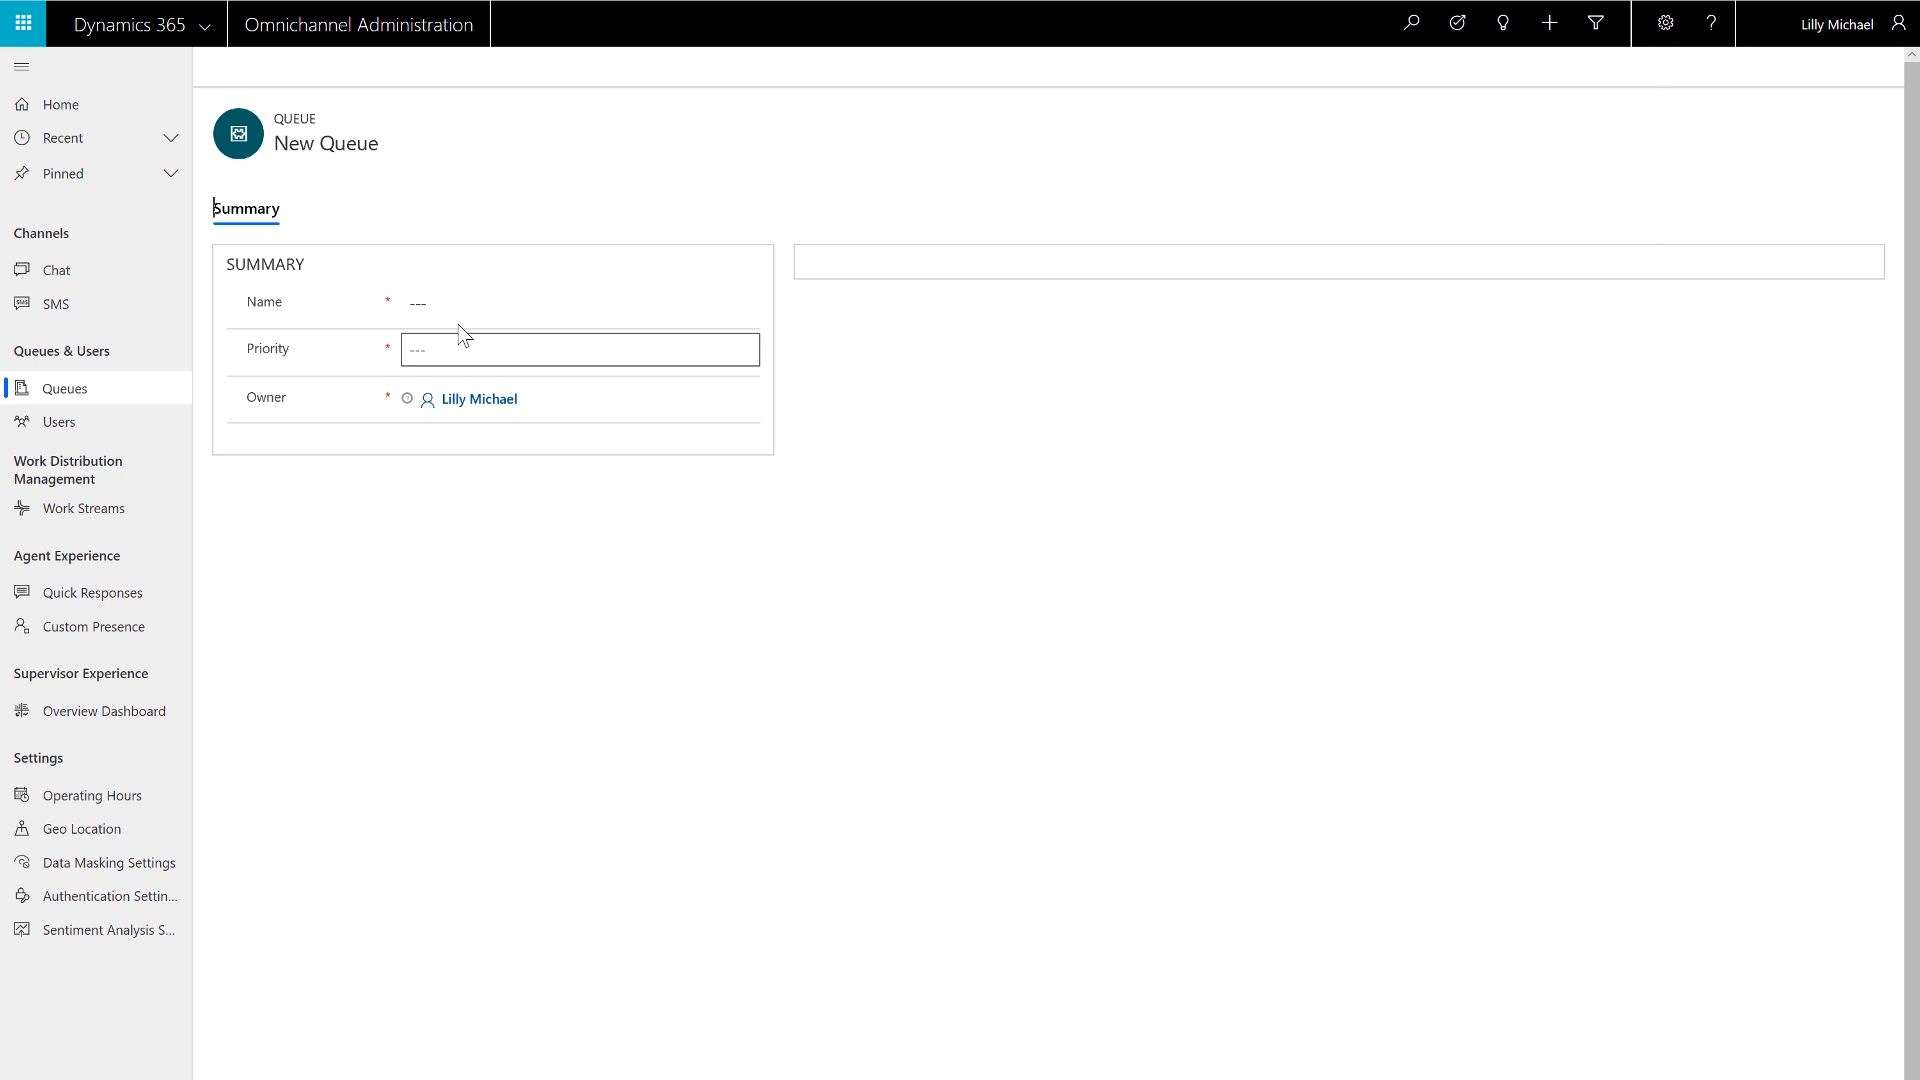 Dynamics 365
Omnichannel Administration
?
Lilly Michael
Home
Recent
Pinned
Channels
Chat
SMS
Queues & Users
Queues
Users
Work Distribution
Management
Work Streams
Agent Experience
Quick Responses
Custom Presence
Supervisor Experience
Overview Dashboard
Settings
Operating Hours
Geo Location
Data Masking Settings
Authentication Settin...
Sentiment Analysis S...
QUEUE
New Queue
Summary
SUMMARY
Name * ---
Priority * ---
Owner * Lilly Michael